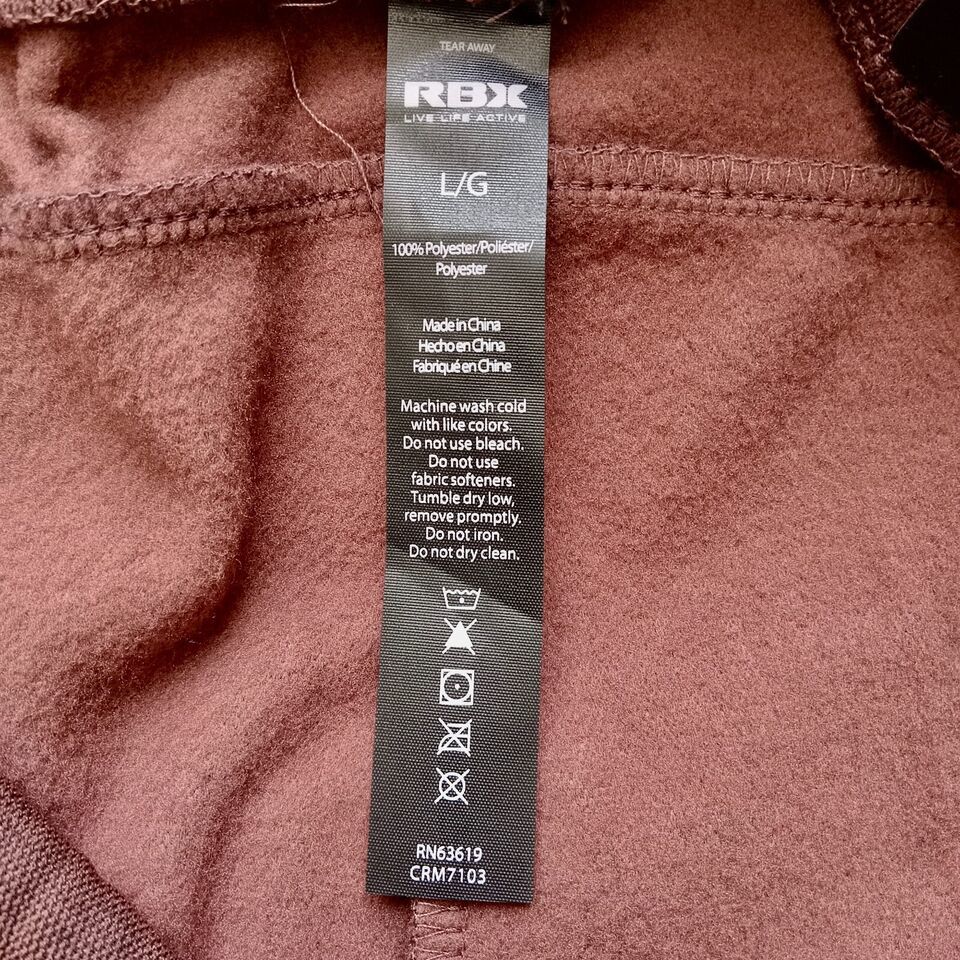 TEAR AWAY
RBX
LIVE LIFE ACTIVE
L/G
100% Polyester/Poliéster/
Polyester
Made in China
Hecho en China
Fabriqué en Chine
Machine wash cold
with like colors.
Do not use bleach.
Do not use
fabric softeners.
Tumble dry low,
remove promptly.
Do not iron.
Do not dry clean.
RN63619
CRM7103